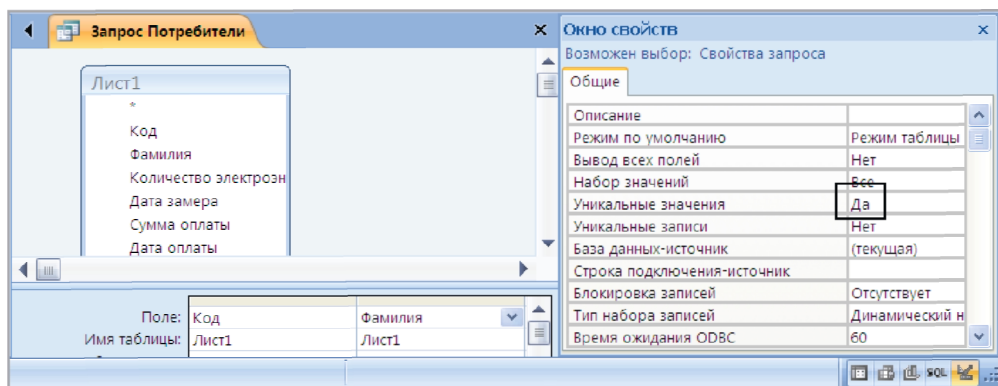 Запрос Потребители
Лист1
*
Код
Фамилия
Количество электроэн
Дата замера
Сумма оплаты
Дата оплаты
Поле: Код Фамилия
Имя таблицы: Лист1 Лист1
Окно свойств
Возможен выбор: Свойства запроса
Общие
Описание
Режим по умолчанию Режим таблицы
Вывод всех полей Нет
Набор значений Все
Уникальные значения Да
Уникальные записи Нет
База данных-источник (текущая)
Строка подключения-источник
Блокировка записей Отсутствует
Тип набора записей Динамический н
Время ожидания ODBC 60
SQL